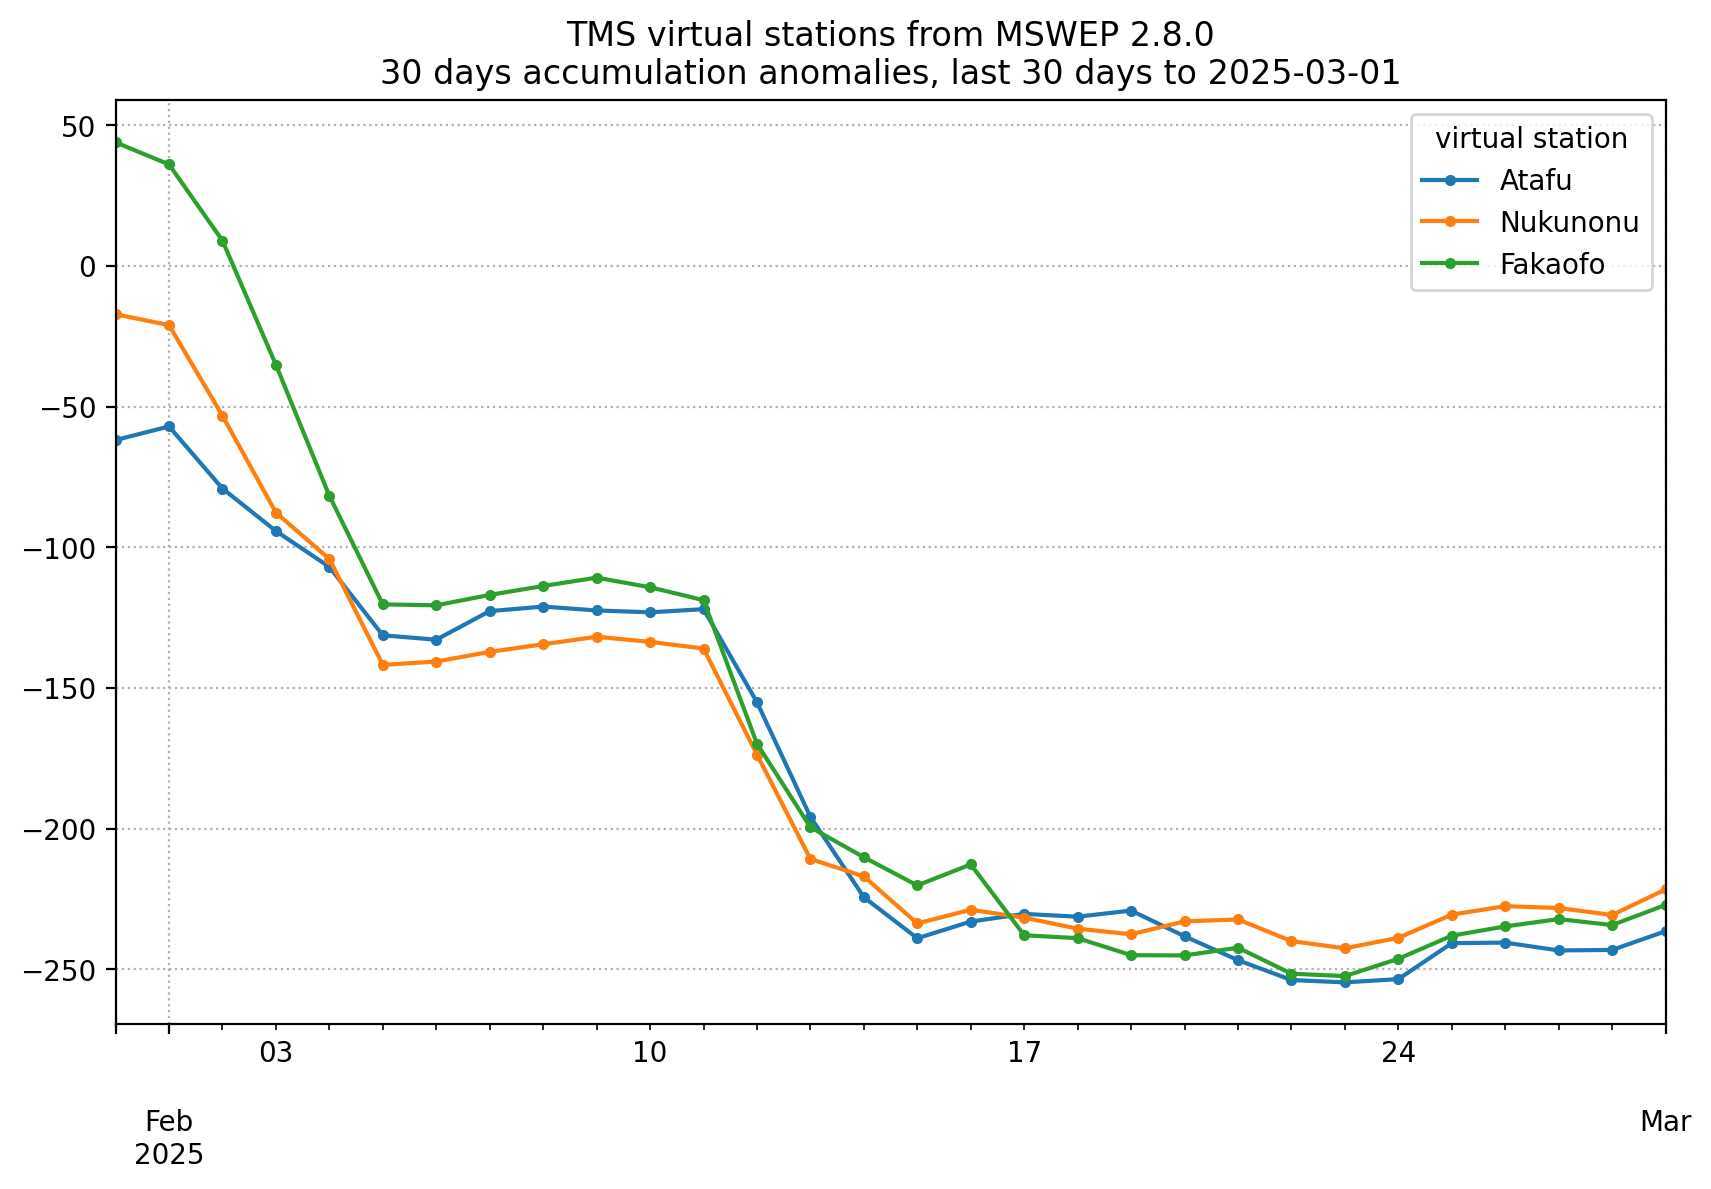 TMS virtual stations from MSWEP 2.8.0
30 days accumulation anomalies, last 30 days to 2025-03-01
virtual station
Atafu
Nukunonu
Fakaofo
50
0
−50
−100
−150
−200
−250
03
10
17
24
Feb
2025
Mar